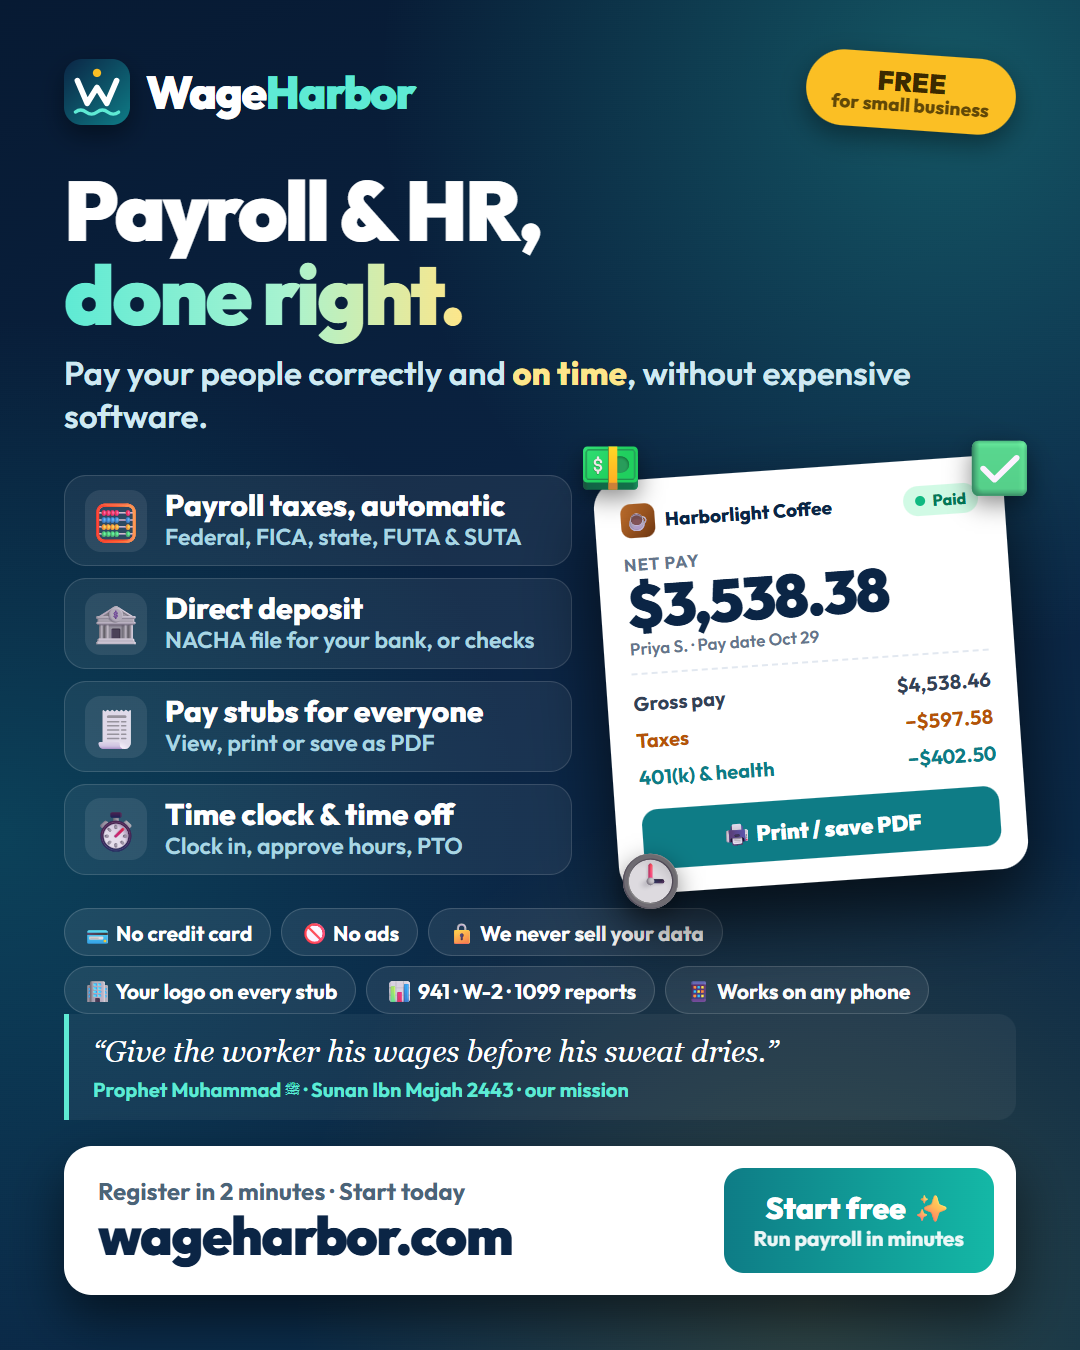 WageHarbor
FREE
for small business
Payroll & HR,
done right.
Pay your people correctly and on time, without expensive
software.
Payroll taxes, automatic
Federal, FICA, state, FUTA & SUTA
Direct deposit
NACHA file for your bank, or checks
Pay stubs for everyone
View, print or save as PDF
Time clock & time off
Clock in, approve hours, PTO
Harborlight Coffee
Paid
NET PAY
$3,538.38
Priya S. · Pay date Oct 29
Gross pay $4,538.46
Taxes −$597.58
401(k) & health −$402.50
Print / save PDF
No credit card
No ads
We never sell your data
Your logo on every stub
941 · W-2 · 1099 reports
Works on any phone
“Give the worker his wages before his sweat dries.”
Prophet Muhammad ﷺ · Sunan Ibn Majah 2443 · our mission
Register in 2 minutes · Start today
wageharbor.com
Start free
Run payroll in minutes